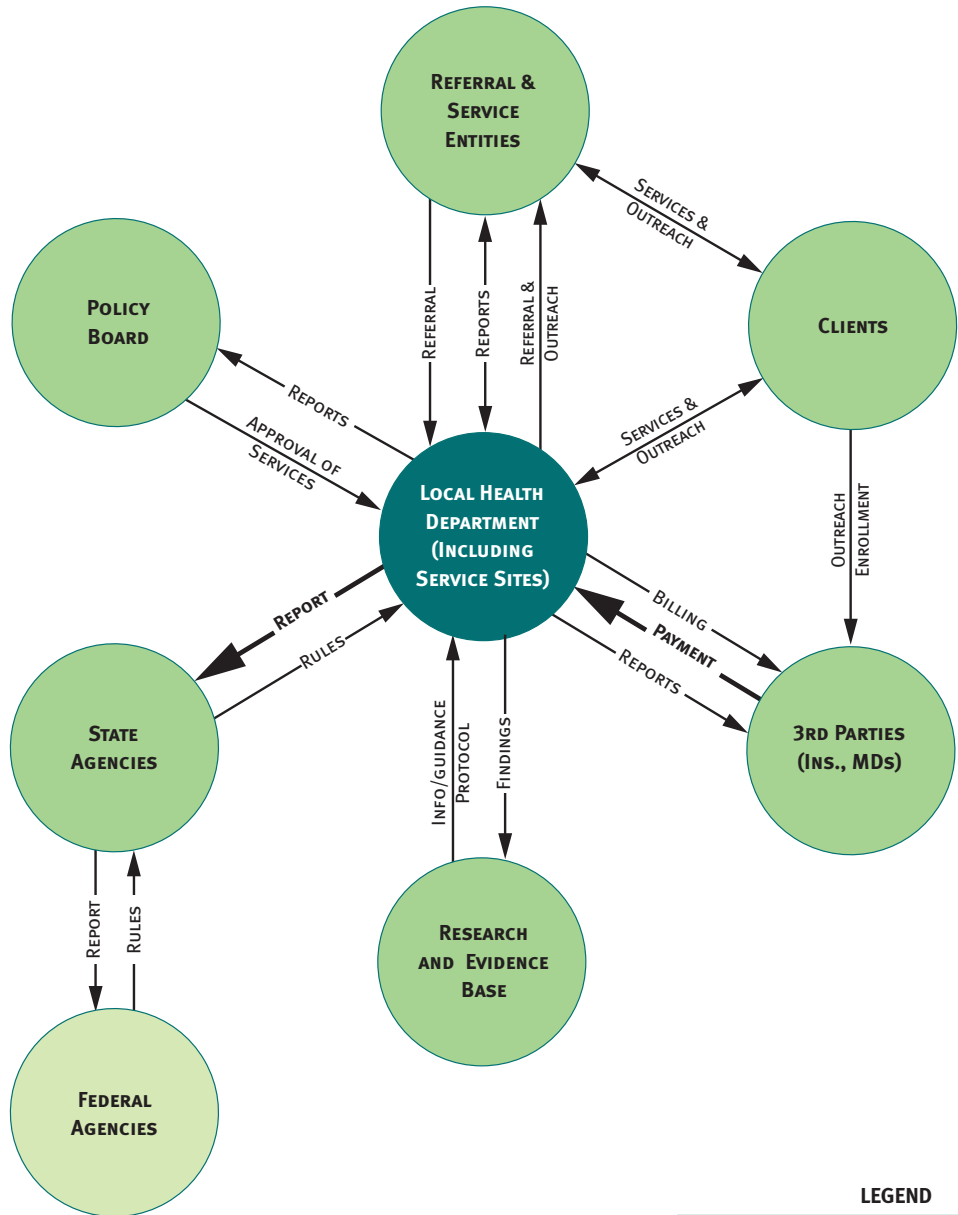 Referral &
Service
Entities
Services &
Outreach
Policy
Board
Clients
Referral
Reports
Referral &
Outreach
Reports
Approval of
Services
Services &
Outreach
Local Health
Department
(Including
Service Sites)
Outreach
Enrollment
Report
Rules
Billing
Payment
Reports
State
Agencies
Info/guidance
Protocol
Findings
3rd Parties
(Ins., MDs)
Report
Rules
Research
and Evidence
Base
Federal
Agencies
LEGEND